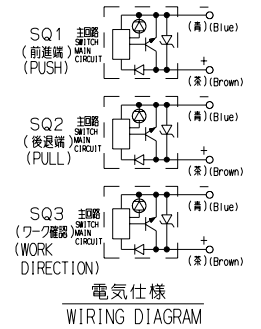 SQ1
(前進端)
(PUSH)
主回路
SWITCH
MAIN
CIRCUIT
−
(青)(Blue)
+
(茶)(Brown)
SQ2
(後退端)
(PULL)
主回路
SWITCH
MAIN
CIRCUIT
−
(青)(Blue)
+
(茶)(Brown)
SQ3
(ワーク確認)
(WORK
DIRECTION)
主回路
SWITCH
MAIN
CIRCUIT
−
(青)(Blue)
+
(茶)(Brown)
電気仕様
WIRING DIAGRAM